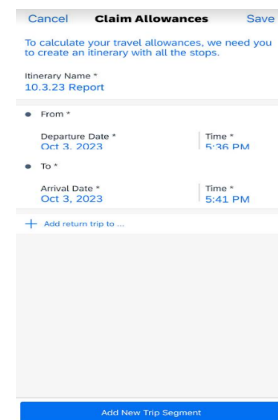 Cancel Claim Allowances Save
To calculate your travel allowances, we need you
to create an itinerary with all the stops.
Itinerary Name *
10.3.23 Report
From *
Departure Date * Time *
Oct 3, 2023 5:36 PM
To *
Arrival Date * Time *
Oct 3, 2023 5:41 PM
+ Add return trip to ...
Add New Trip Segment